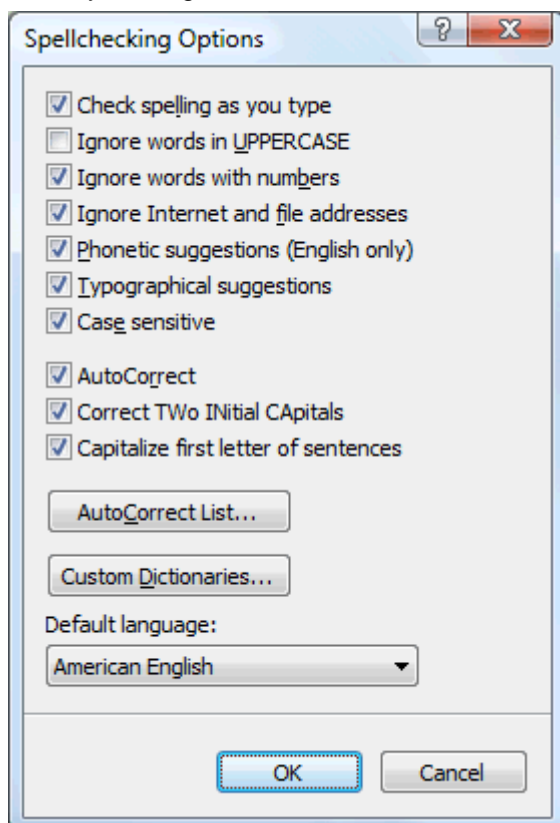 Spellchecking Options
Check spelling as you type
Ignore words in UPPERCASE
Ignore words with numbers
Ignore Internet and file addresses
Phonetic suggestions (English only)
Typographical suggestions
Case sensitive
AutoCorrect
Correct TWo INitial CApitals
Capitalize first letter of sentences
AutoCorrect List...
Custom Dictionaries...
Default language:
American English
OK Cancel